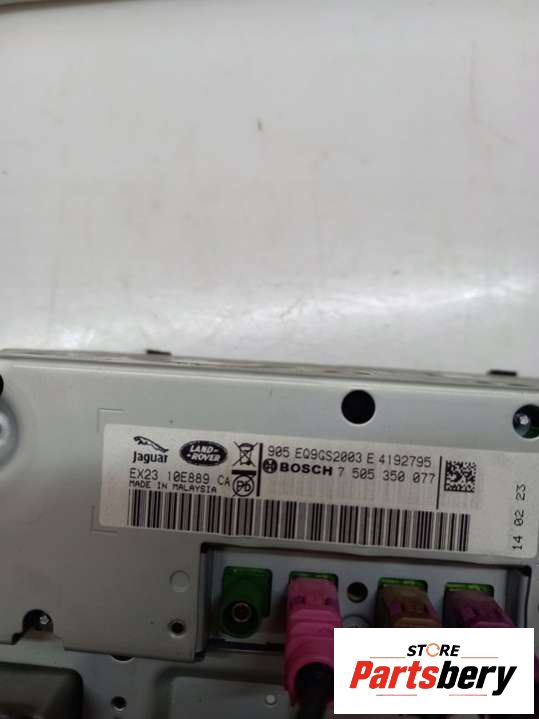 Jaguar
LAND-
ROVER
905 EQ9GS2003 E 4192795
EX23 10E889 CA
BOSCH 7 505 350 077
MADE IN MALAYSIA
Pb
14 02 23
STORE
Partsbery